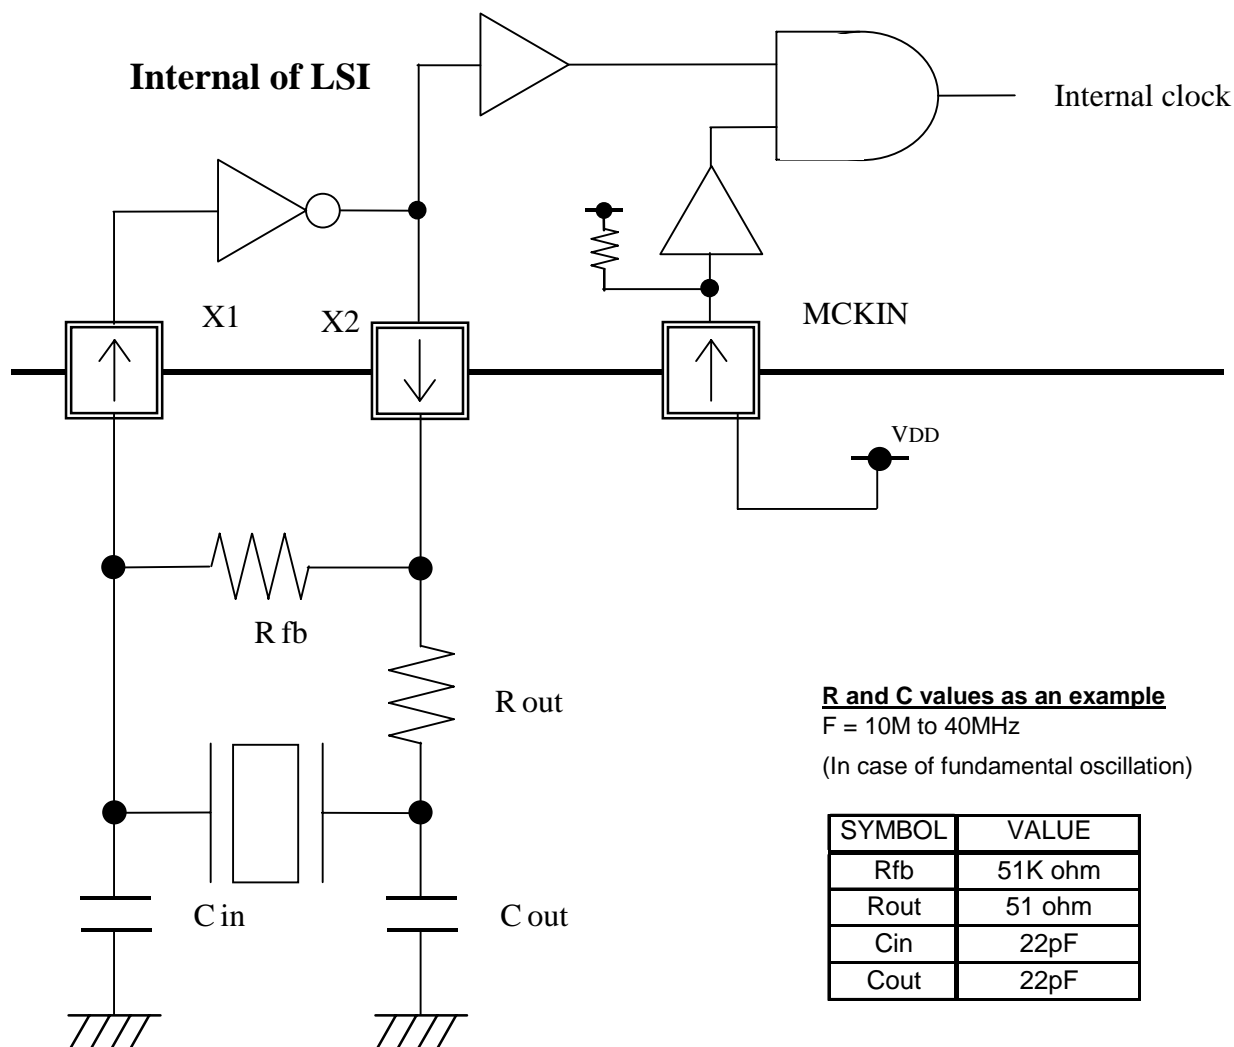 Internal of LSI
Internal clock
X1
X2
MCKIN
VDD
R fb
R out
C in
C out
R and C values as an example
F = 10M to 40MHz
(In case of fundamental oscillation)
SYMBOL VALUE
Rfb 51K ohm
Rout 51 ohm
Cin 22pF
Cout 22pF